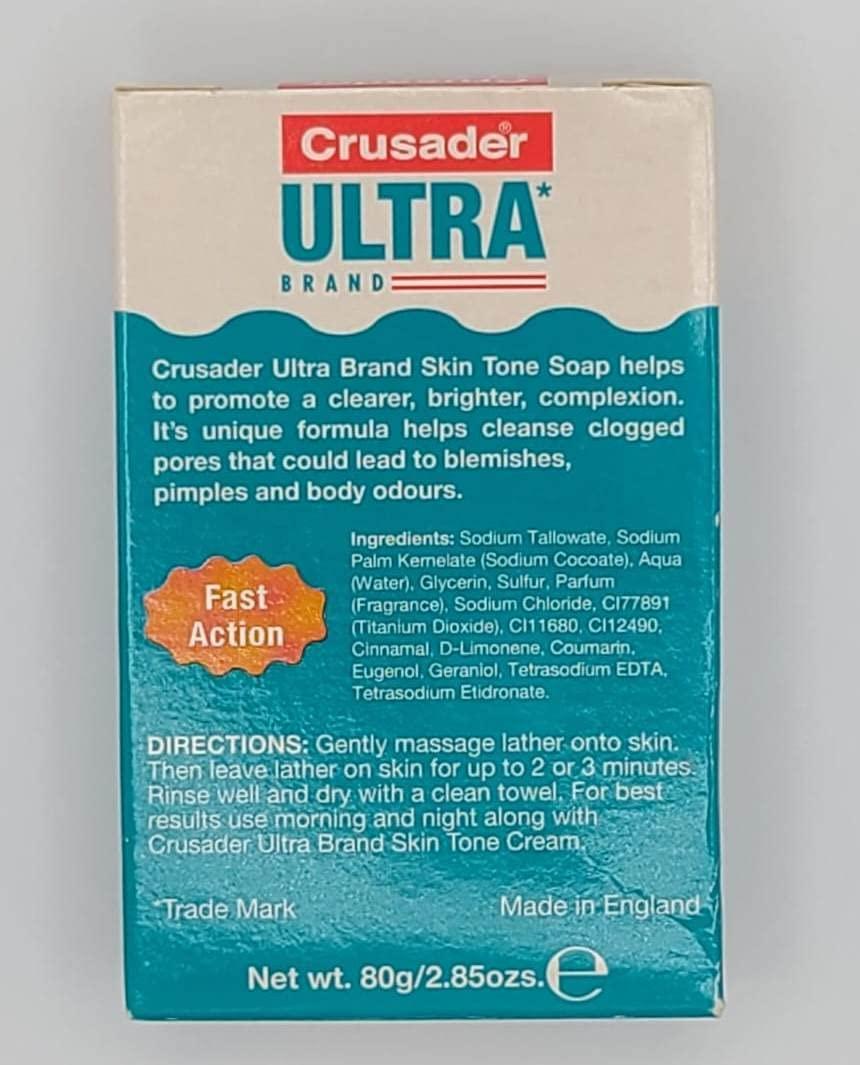 Crusader®
ULTRA*
BRAND
Crusader Ultra Brand Skin Tone Soap helps
to promote a clearer, brighter, complexion.
It's unique formula helps cleanse clogged
pores that could lead to blemishes,
pimples and body odours.
Fast
Action
Ingredients: Sodium Tallowate, Sodium
Palm Kernelate (Sodium Cocoate), Aqua
(Water), Glycerin, Sulfur, Parfum
(Fragrance), Sodium Chloride, CI77891
(Titanium Dioxide), CI11680, CI12490,
Cinnamal, D-Limonene, Coumarin,
Eugenol, Geraniol, Tetrasodium EDTA,
Tetrasodium Etidronate.
DIRECTIONS: Gently massage lather onto skin.
Then leave lather on skin for up to 2 or 3 minutes.
Rinse well and dry with a clean towel. For best
results use morning and night along with
Crusader Ultra Brand Skin Tone Cream.
*Trade Mark
Made in England
Net wt. 80g/2.85ozs. ℮